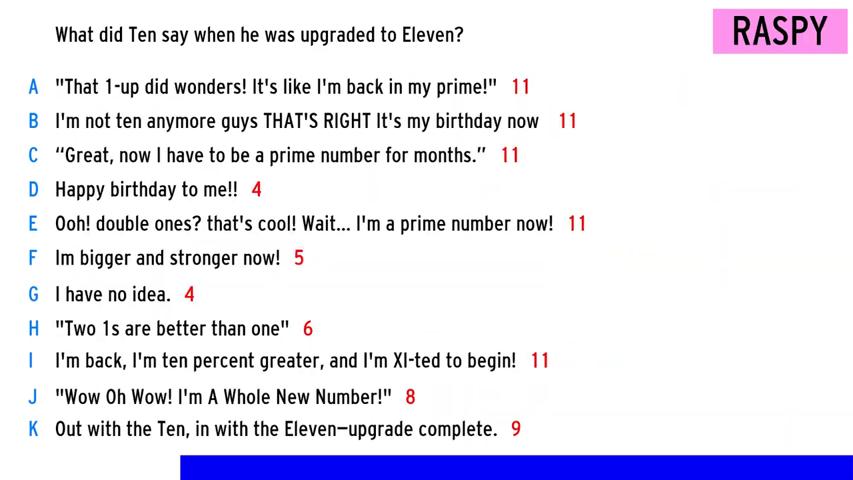 What did Ten say when he was upgraded to Eleven?
RASPY
A "That 1-up did wonders! It's like I'm back in my prime!" 11
B I'm not ten anymore guys THAT'S RIGHT It's my birthday now 11
C “Great, now I have to be a prime number for months.” 11
D Happy birthday to me!! 4
E Ooh! double ones? that's cool! Wait... I'm a prime number now! 11
F Im bigger and stronger now! 5
G I have no idea. 4
H "Two 1s are better than one" 6
I I'm back, I'm ten percent greater, and I'm XI-ted to begin! 11
J "Wow Oh Wow! I'm A Whole New Number!" 8
K Out with the Ten, in with the Eleven—upgrade complete. 9